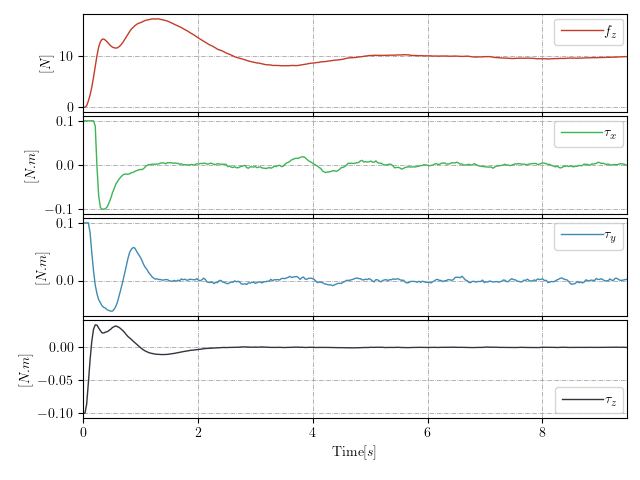 f_z
10
0
[N]
τ_x
0.1
0.0
−0.1
[N.m]
τ_y
0.1
0.0
[N.m]
0.00
−0.05
−0.10
[N.m]
τ_z
0 2 4 6 8
Time[s]